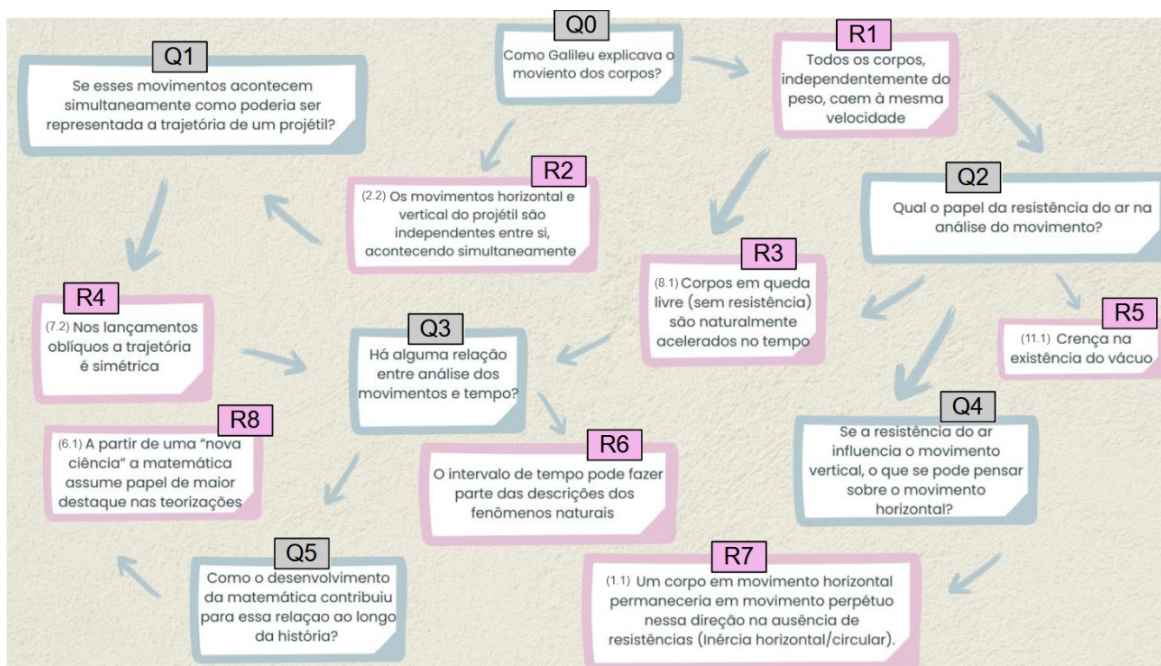 Q0
Como Galileu explicava o
moviento dos corpos?
R1
Todos os corpos,
independentemente do
peso, caem à mesma
velocidade
Q1
Se esses movimentos acontecem
simultaneamente como poderia ser
representada a trajetória de um projétil?
R2
(2.2) Os movimentos horizontal e
vertical do projétil são
independentes entre si,
acontecendo simultaneamente
Q2
Qual o papel da resistência do ar na
análise do movimento?
R3
(8.1) Corpos em queda
livre (sem resistência)
são naturalmente
acelerados no tempo
R4
(7.2) Nos lançamentos
oblíquos a trajetória
é simétrica
Q3
Há alguma relação
entre análise dos
movimentos e tempo?
R5
(11.1) Crença na
existência do vácuo
R8
(6.1) A partir de uma “nova
ciência” a matemática
assume papel de maior
destaque nas teorizações
R6
O intervalo de tempo pode fazer
parte das descrições dos
fenômenos naturais
Q4
Se a resistência do ar
influencia o movimento
vertical, o que se pode pensar
sobre o movimento
horizontal?
Q5
Como o desenvolvimento
da matemática contribuiu
para essa relaçao ao longo
da história?
R7
(1.1) Um corpo em movimento horizontal
permaneceria em movimento perpétuo
nessa direção na ausência de
resistências (Inércia horizontal/circular).